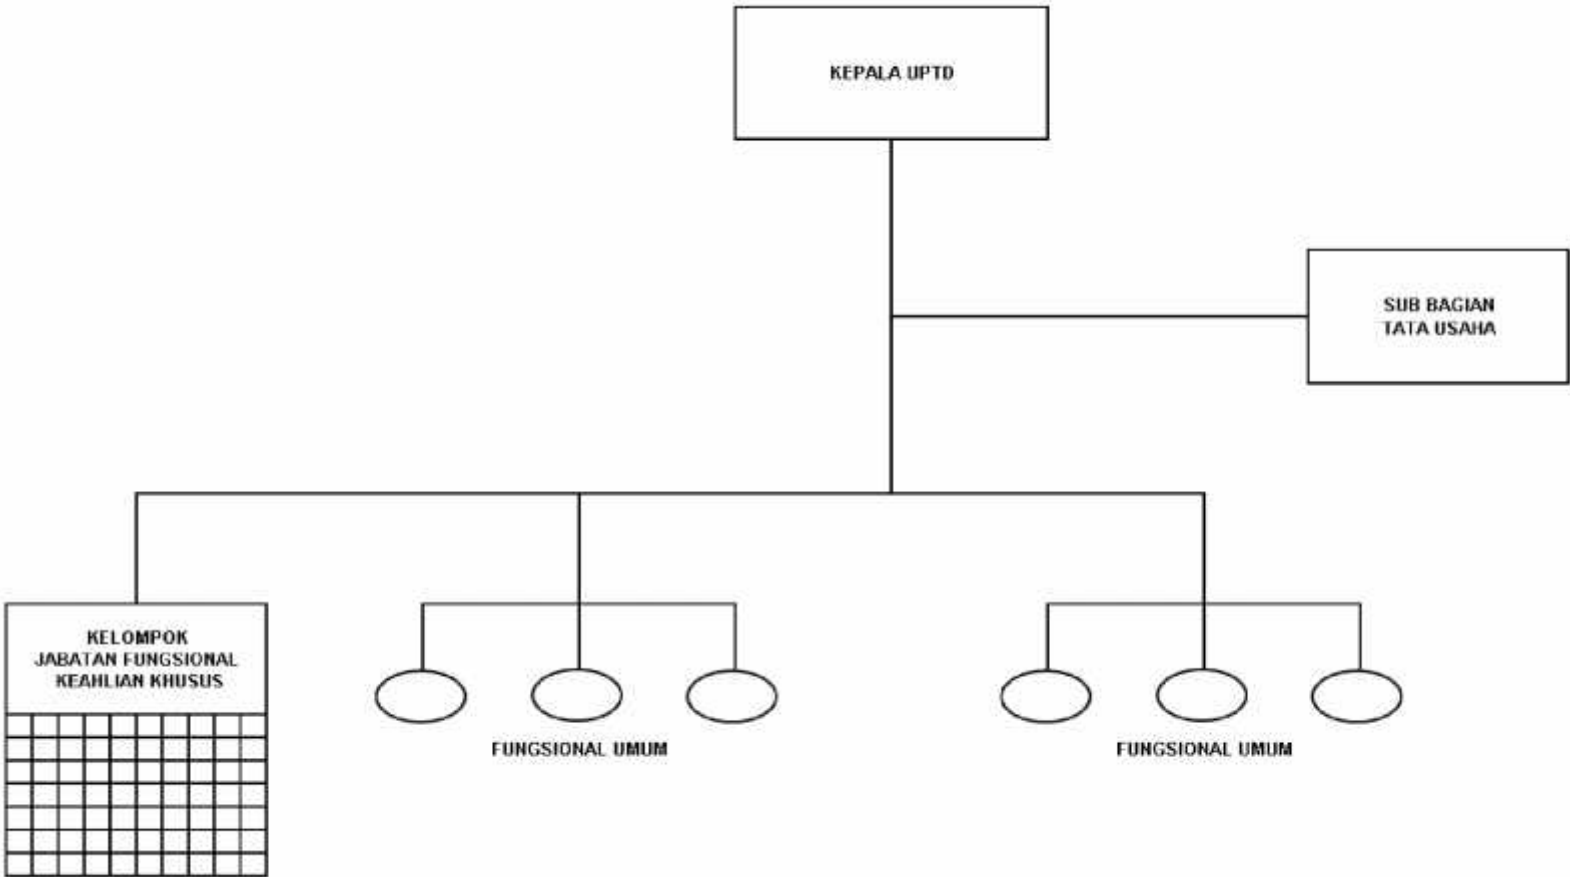 KEPALA UPTD
SUB BAGIAN
TATA USAHA
KELOMPOK
JABATAN FUNGSIONAL
KEAHLIAN KHUSUS
FUNGSIONAL UMUM
FUNGSIONAL UMUM